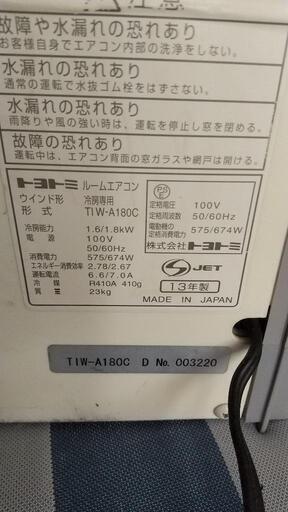 注意
故障や水漏れの恐れあり
お客様自身でエアコン内部の洗浄をしない。
水漏れの恐れあり
通常の運転で水抜ゴム栓をはずさない。
水漏れの恐れあり
雨降りや風の強い時は、運転を停止し窓を閉める。
故障の恐れあり
運転中は、エアコン背面の窓ガラスや網戸は開ける。
トヨトミ ルームエアコン
ウインド形 冷房専用
形式 TIW-A180C
冷房能力 1.6/1.8kW
電源 100V
50/60Hz
消費電力 575/674W
エネルギー消費効率 2.78/2.67
運転電流 6.6/7.0A
冷媒 R410A 410g
質量 23kg
PSE
定格電圧 100V
定格周波数 50/60Hz
電動機の定格消費電力 575/674W
株式会社トヨトミ
JET
13年製
MADE IN JAPAN
TIW-A180C D No. 003220